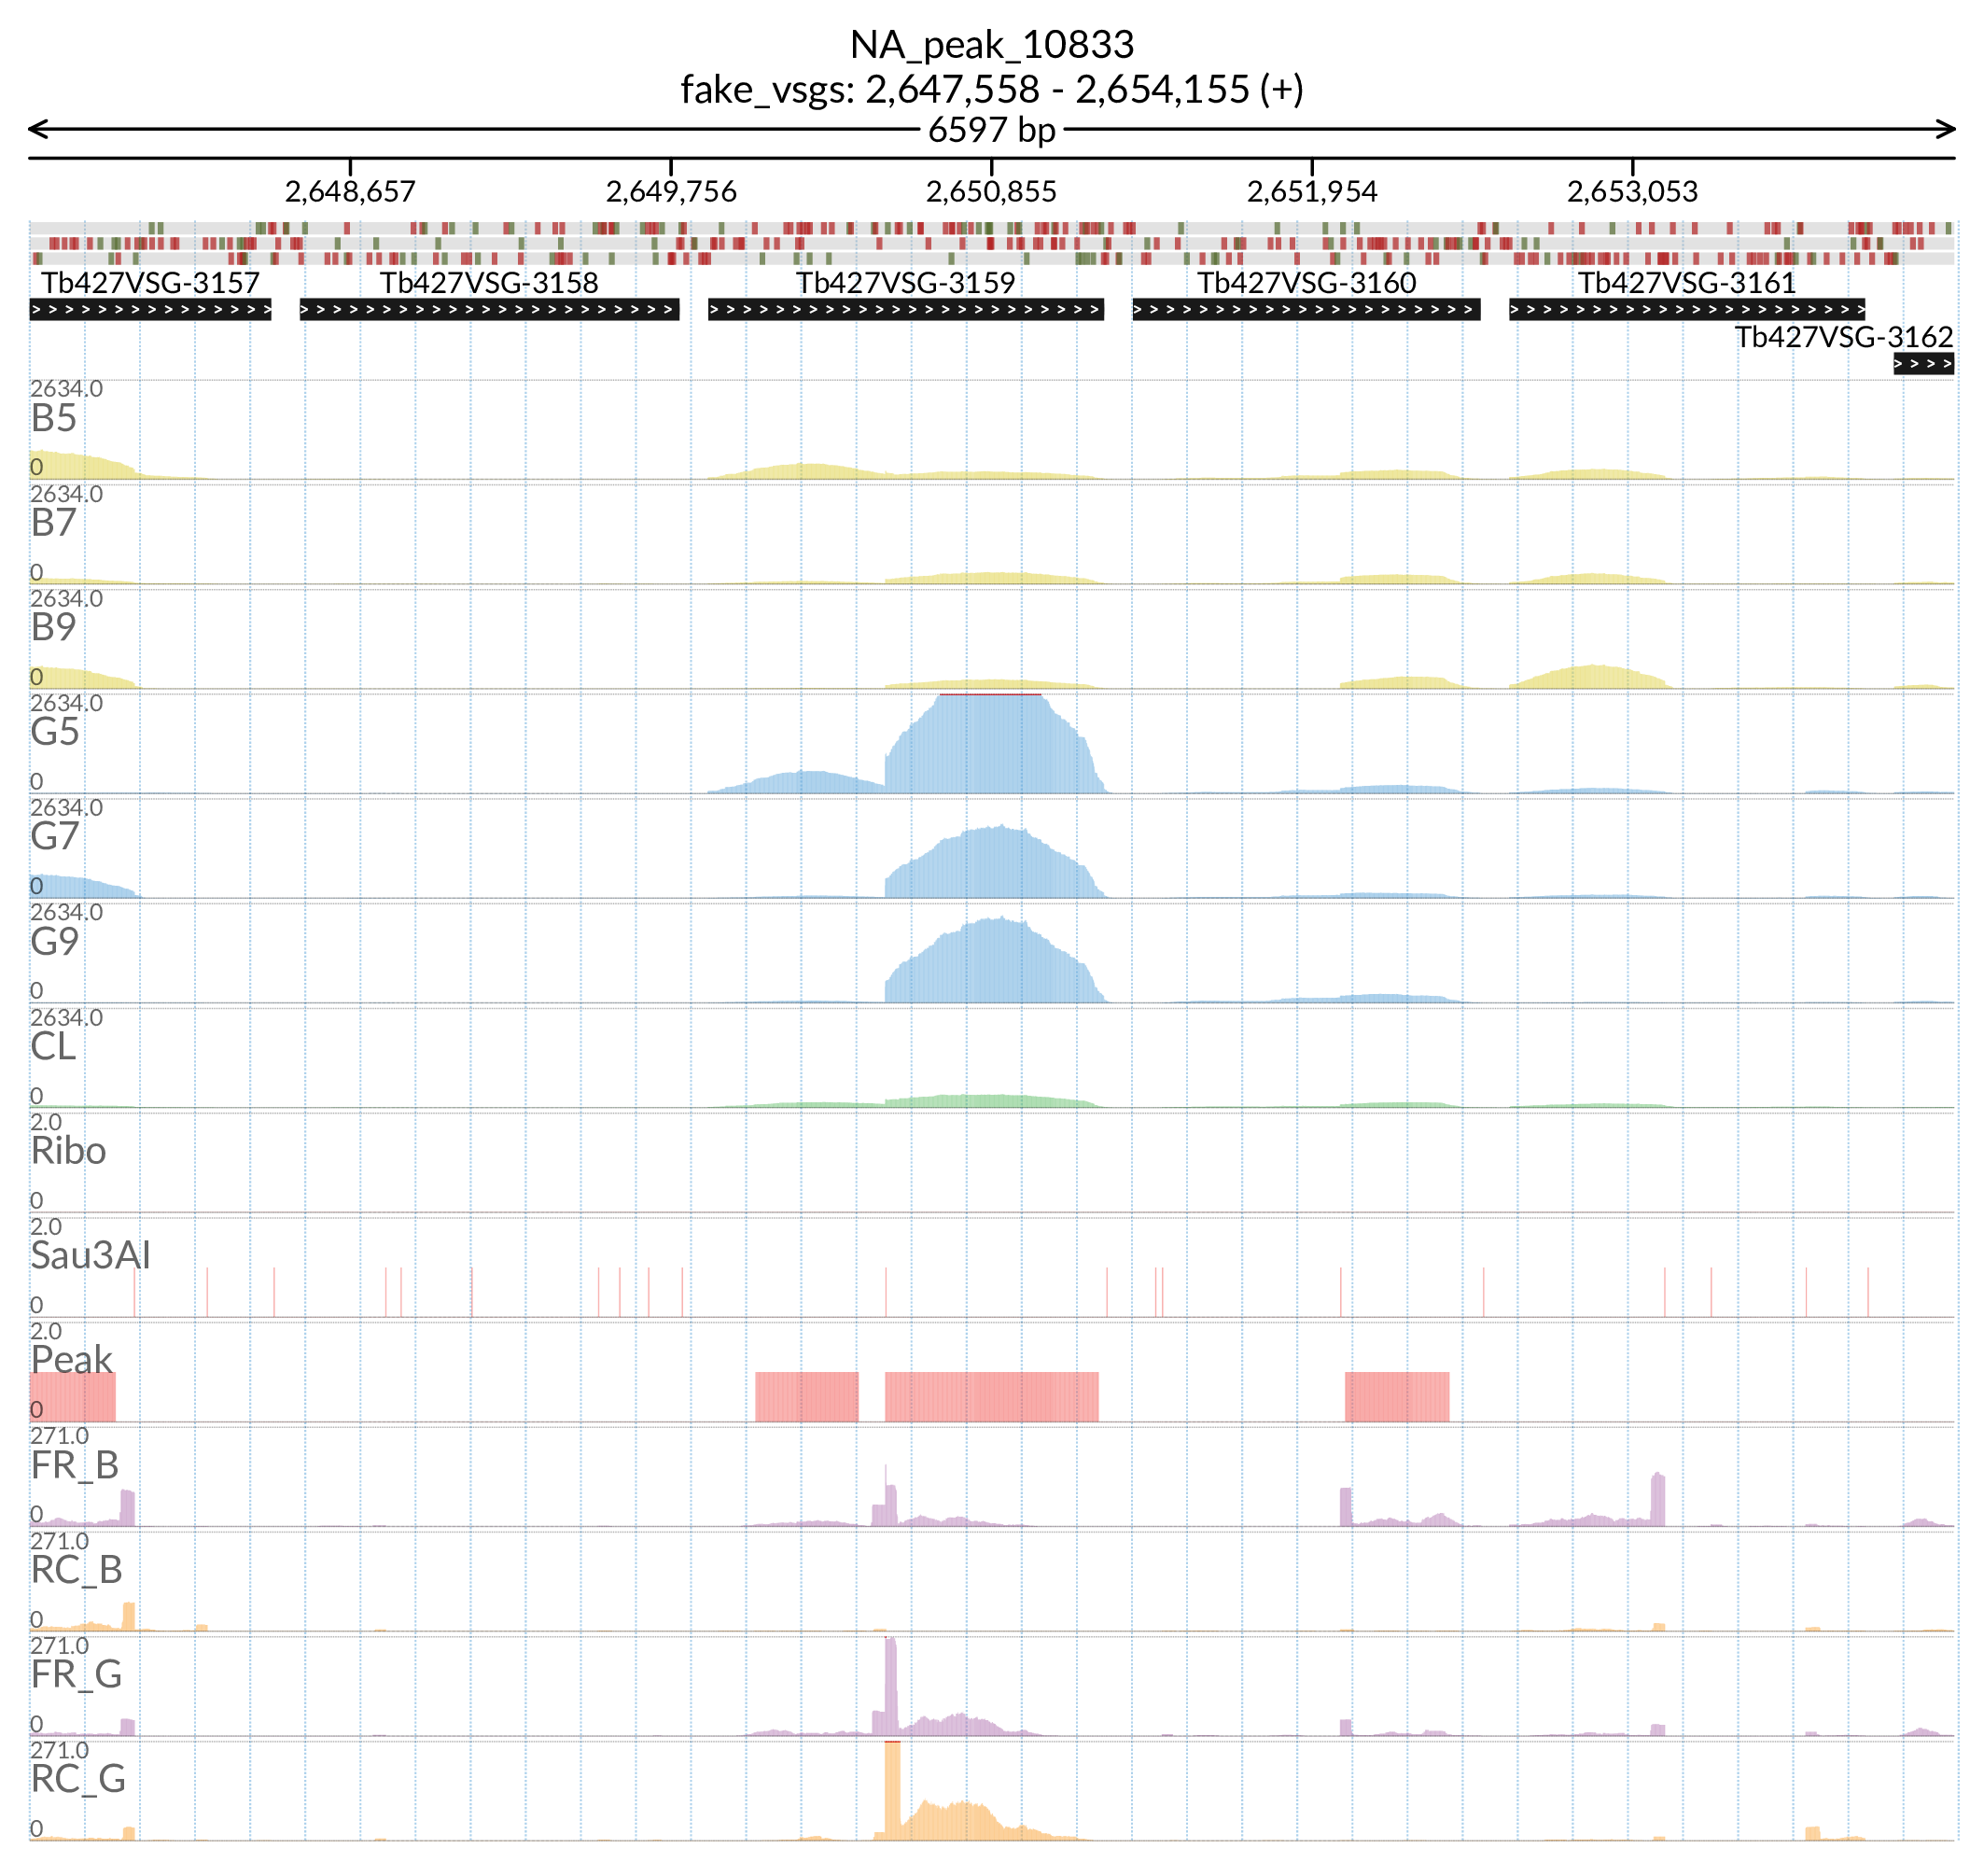 NA_peak_10833
fake_vsgs: 2,647,558 - 2,654,155 (+)
6597 bp
2,648,657 2,649,756 2,650,855 2,651,954 2,653,053
Tb427VSG-3157 Tb427VSG-3158 Tb427VSG-3159 Tb427VSG-3160 Tb427VSG-3161
Tb427VSG-3162
2634.0
B5
0
2634.0
B7
0
2634.0
B9
0
2634.0
G5
0
2634.0
G7
0
2634.0
G9
0
2634.0
CL
0
2.0
Ribo
0
2.0
Sau3AI
0
2.0
Peak
0
271.0
FR_B
0
271.0
RC_B
0
271.0
FR_G
0
271.0
RC_G
0